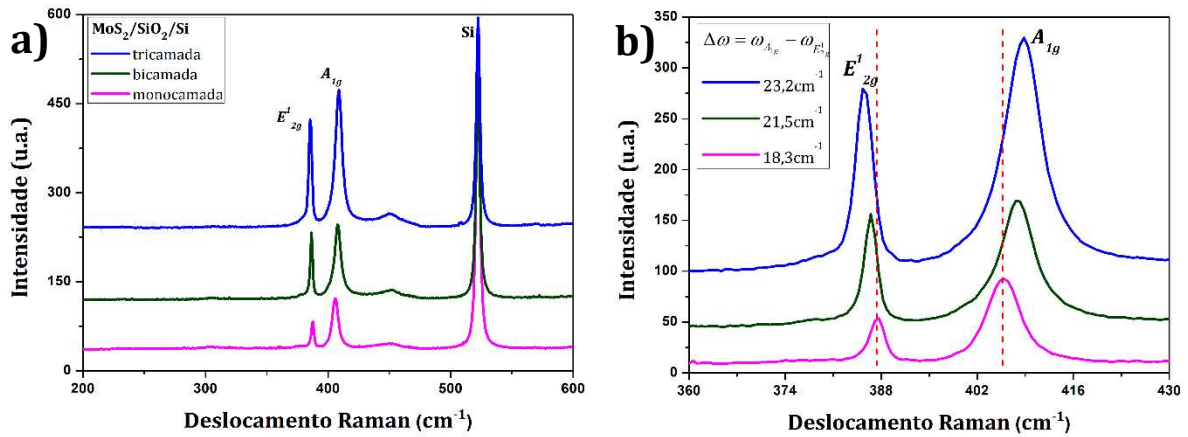 a)
MoS₂/SiO₂/Si
tricamada
bicamada
monocamada
E¹₂g
A₁g
Si
600
450
300
150
0
200
300
400
500
600
Intensidade (u.a.)
Deslocamento Raman (cm⁻¹)
b)
Δω = ω_A₁g − ω_E¹₂g
23,2cm⁻¹
21,5cm⁻¹
18,3cm⁻¹
E¹₂g
A₁g
350
300
250
200
150
100
50
0
360
374
388
402
416
430
Intensidade (u.a.)
Deslocamento Raman (cm⁻¹)